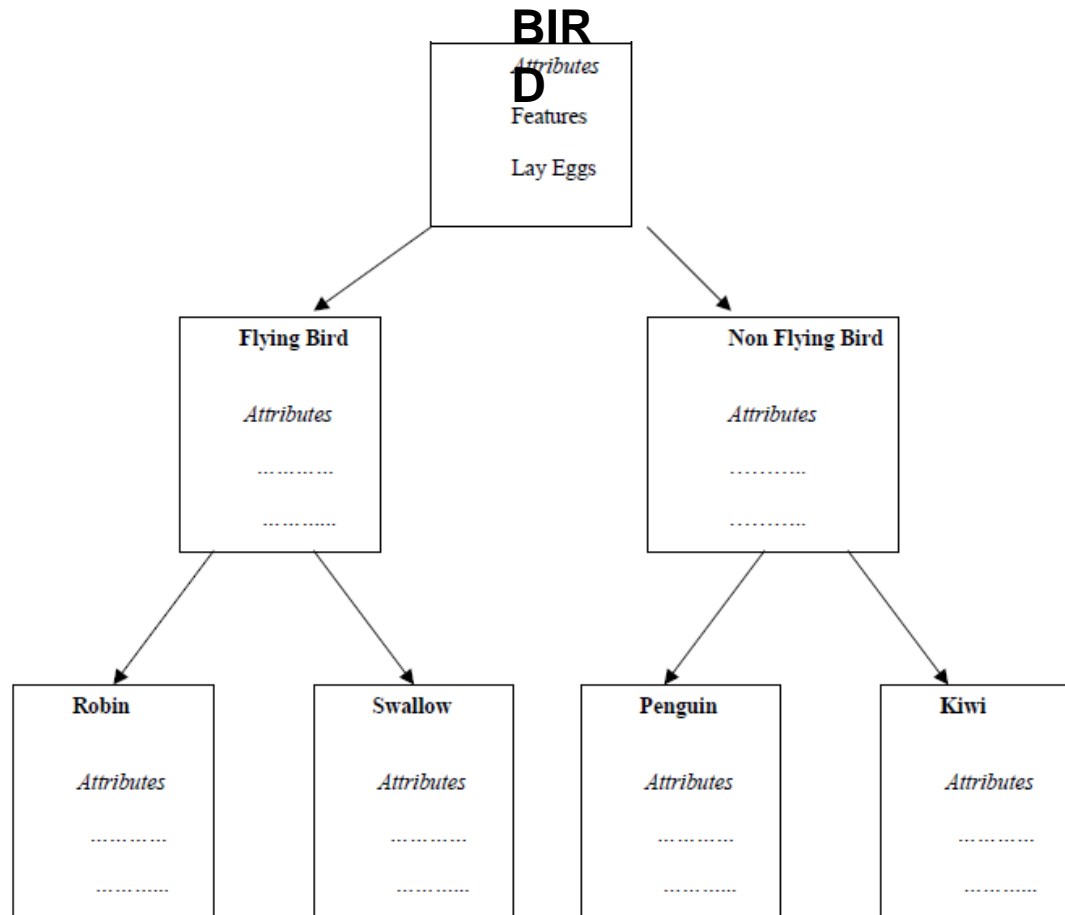 BIR
D
Attributes
Features
Lay Eggs
Flying Bird
Attributes
…………
………...
Non Flying Bird
Attributes
………...
………...
Robin
Attributes
…………
………...
Swallow
Attributes
…………
………...
Penguin
Attributes
…………
………...
Kiwi
Attributes
…………
………...